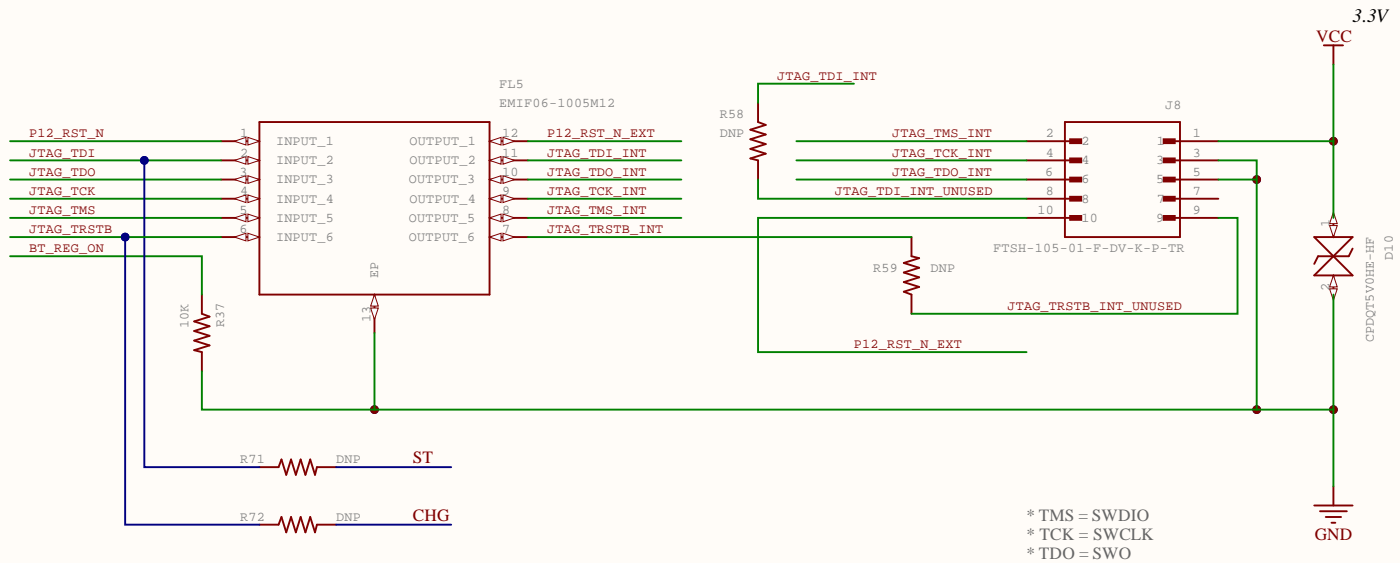 3.3V
VCC
JTAG_TDI_INT
FL5
EMIF06-1005M12
R58
DNP
J8
P12_RST_N 1 INPUT_1 OUTPUT_1 12 P12_RST_N_EXT
JTAG_TDI 2 INPUT_2 OUTPUT_2 11 JTAG_TDI_INT
JTAG_TDO 3 INPUT_3 OUTPUT_3 10 JTAG_TDO_INT
JTAG_TCK 4 INPUT_4 OUTPUT_4 9 JTAG_TCK_INT
JTAG_TMS 5 INPUT_5 OUTPUT_5 8 JTAG_TMS_INT
JTAG_TRSTB 6 INPUT_6 OUTPUT_6 7 JTAG_TRSTB_INT
BT_REG_ON
EP
13
10K
R37
JTAG_TMS_INT 2 2 1 1
JTAG_TCK_INT 4 4 3 3
JTAG_TDO_INT 6 6 5 5
JTAG_TDI_INT_UNUSED 8 8 7 7
10 10 9 9
FTSH-105-01-F-DV-K-P-TR
R59 DNP
JTAG_TRSTB_INT_UNUSED
P12_RST_N_EXT
1
2
CPDQT5V0HE-HF
D10
R71 DNP ST
R72 DNP CHG
* TMS = SWDIO
* TCK = SWCLK
* TDO = SWO
GND